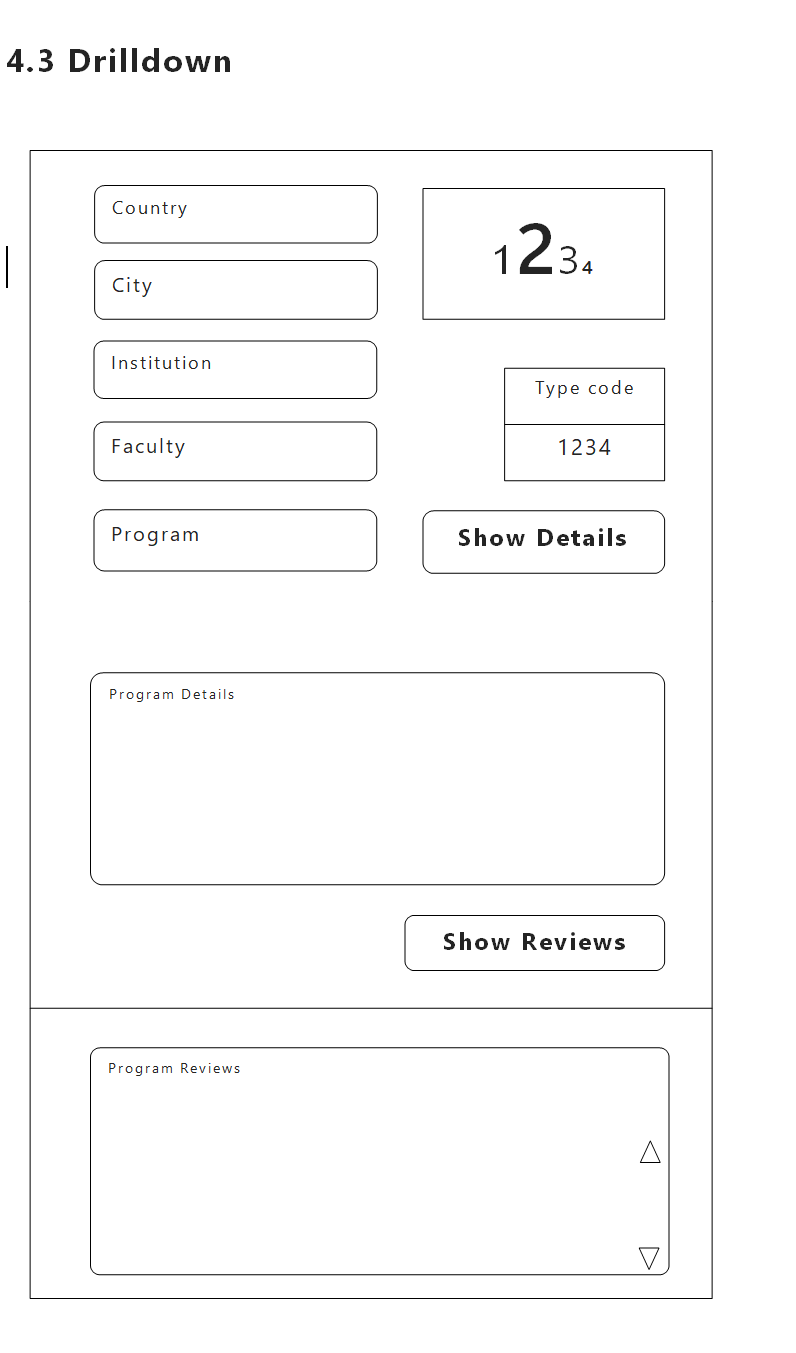 4.3 Drilldown
Country
City
Institution
Faculty
Program
1234
Type code
1234
Show Details
Program Details
Show Reviews
Program Reviews